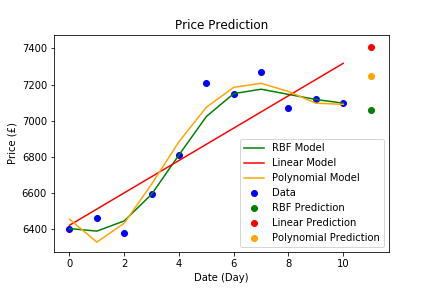 Price Prediction
7400
7200
7000
6800
6600
6400
Price (£)
RBF Model
Linear Model
Polynomial Model
Data
RBF Prediction
Linear Prediction
Polynomial Prediction
0 2 4 6 8 10
Date (Day)